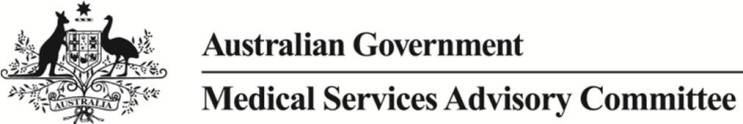 Australian Government
Medical Services Advisory Committee
AUSTRALIA